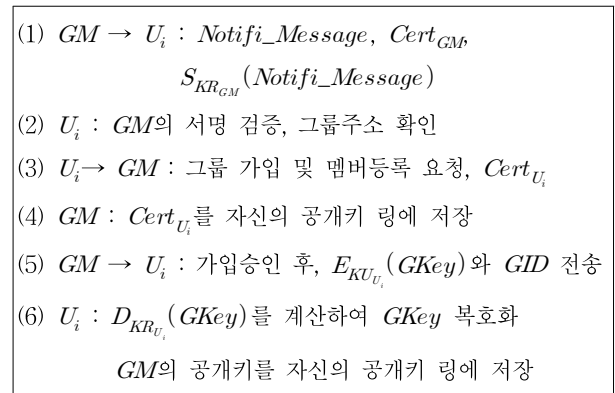 (1) GM → U_i : Notifi_Message, Cert_GM,
S_KR_GM(Notifi_Message)
(2) U_i : GM의 서명 검증, 그룹주소 확인
(3) U_i → GM : 그룹 가입 및 멤버등록 요청, Cert_U_i
(4) GM : Cert_U_i를 자신의 공개키 링에 저장
(5) GM → U_i : 가입승인 후, E_KU_U_i(GKey)와 GID 전송
(6) U_i : D_KR_U_i(GKey)를 계산하여 GKey 복호화
GM의 공개키를 자신의 공개키 링에 저장